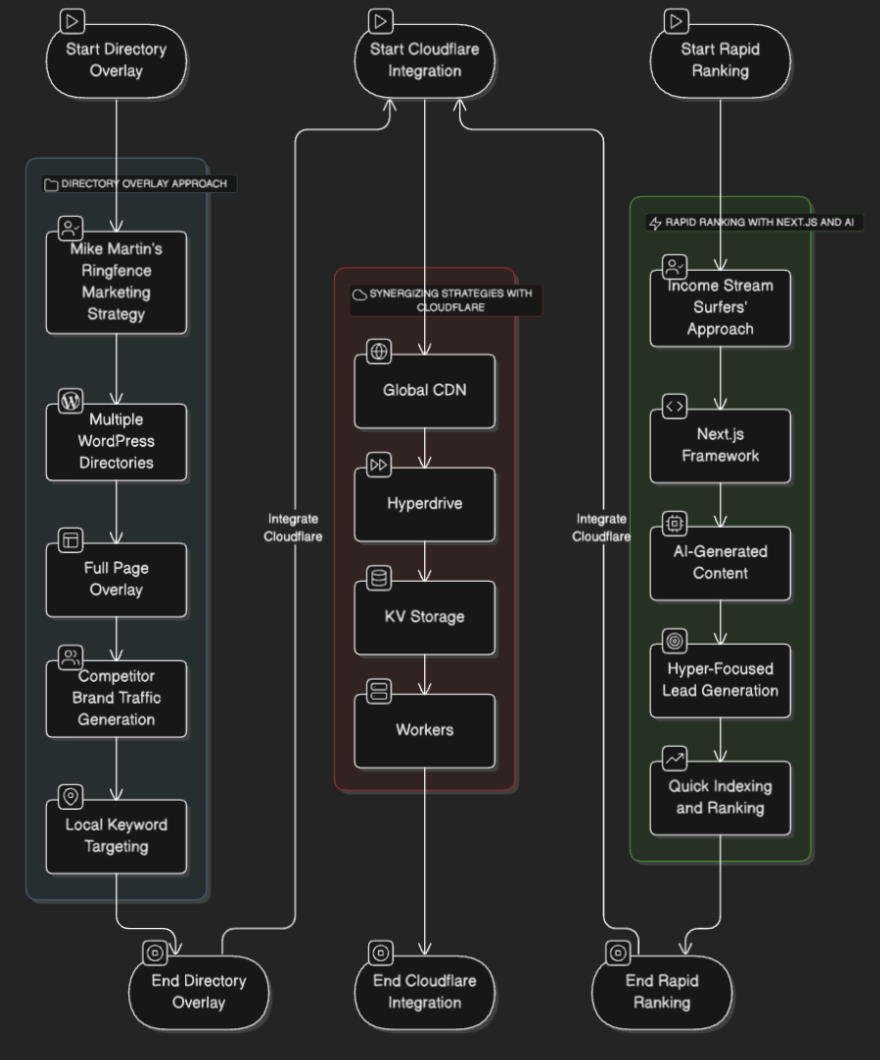 Start Directory
Overlay
DIRECTORY OVERLAY APPROACH
Mike Martin's
Ringfence
Marketing
Strategy
Multiple
WordPress
Directories
Full Page
Overlay
Competitor
Brand Traffic
Generation
Local Keyword
Targeting
End Directory
Overlay
Integrate
Cloudflare
Start Cloudflare
Integration
SYNERGIZING STRATEGIES WITH
CLOUDFLARE
Global CDN
Hyperdrive
KV Storage
Workers
End Cloudflare
Integration
Integrate
Cloudflare
Start Rapid
Ranking
RAPID RANKING WITH NEXT.JS AND AI
Income Stream
Surfers'
Approach
Next.js
Framework
AI-Generated
Content
Hyper-Focused
Lead Generation
Quick Indexing
and Ranking
End Rapid
Ranking